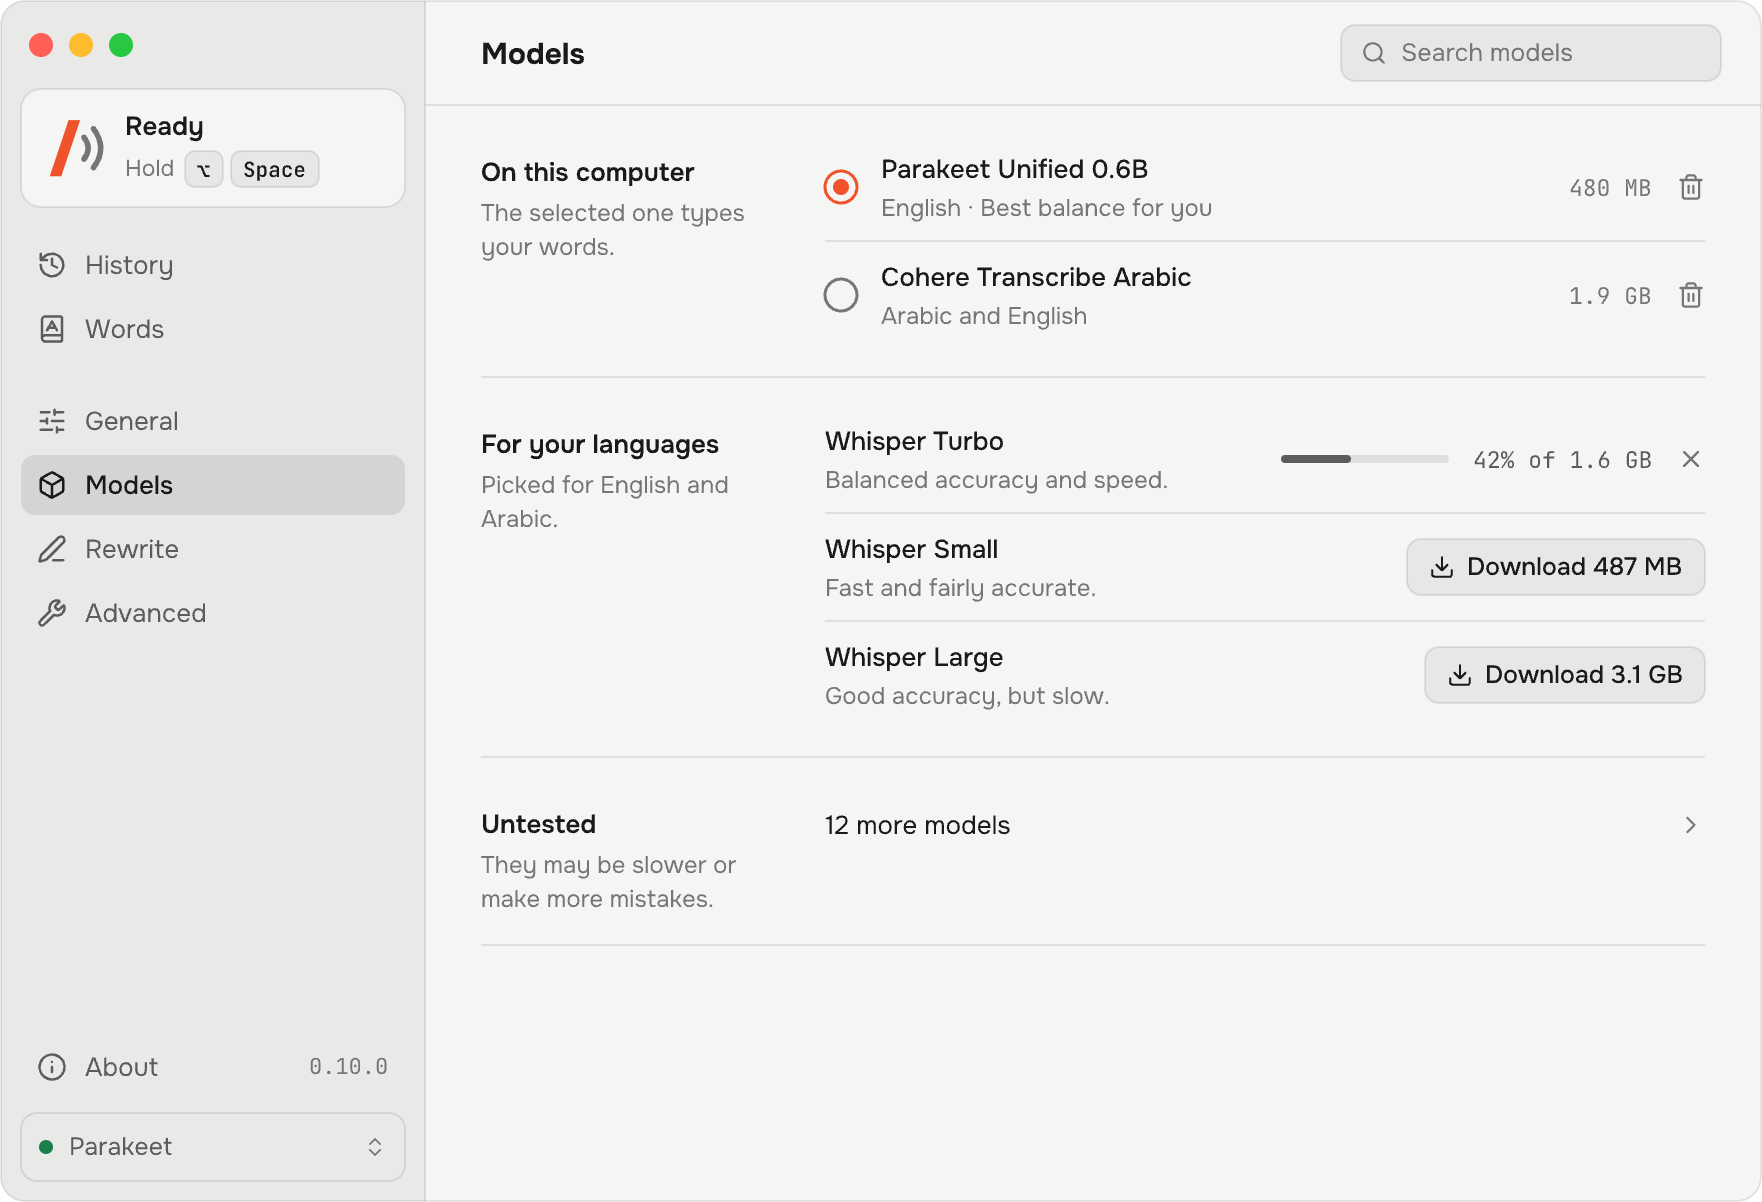 Ready
Hold ⌥ Space
History
Words
General
Models
Rewrite
Advanced
About 0.10.0
Parakeet
Models
Search models
On this computer
The selected one types
your words.
Parakeet Unified 0.6B
English · Best balance for you
480 MB
Cohere Transcribe Arabic
Arabic and English
1.9 GB
For your languages
Picked for English and
Arabic.
Whisper Turbo
Balanced accuracy and speed.
42% of 1.6 GB
Whisper Small
Fast and fairly accurate.
Download 487 MB
Whisper Large
Good accuracy, but slow.
Download 3.1 GB
Untested
They may be slower or
make more mistakes.
12 more models